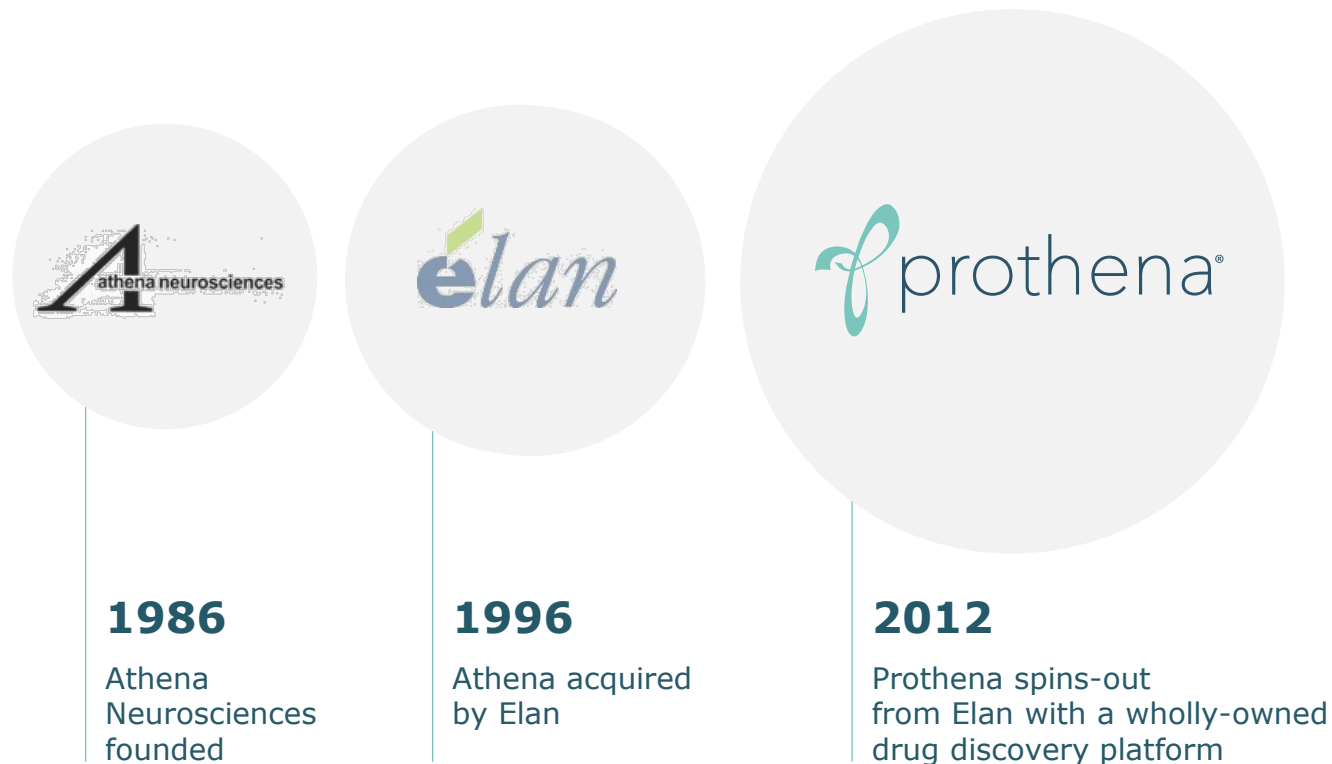 athena neurosciences
élan
prothena®
1986
Athena
Neurosciences
founded
1996
Athena acquired
by Elan
2012
Prothena spins-out
from Elan with a wholly-owned
drug discovery platform